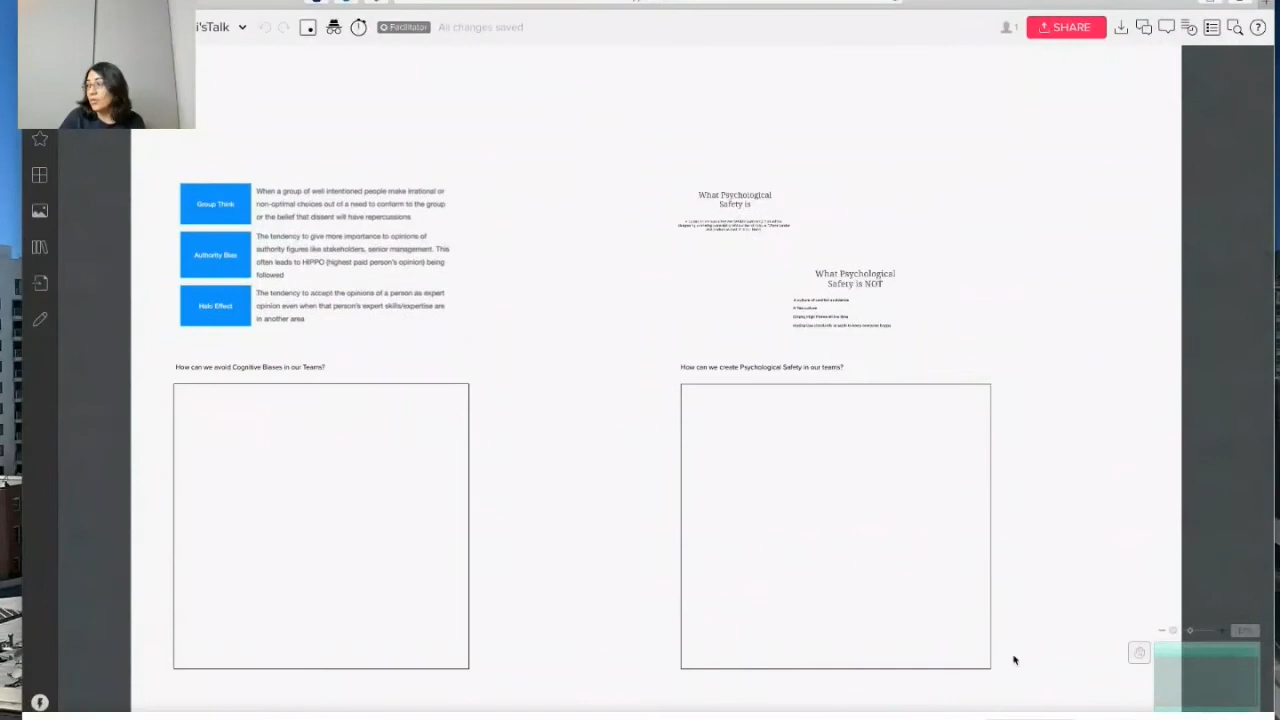 i'sTalk
Facilitator
All changes saved
1
SHARE
Group Think
When a group of well intentioned people make irrational or
non-optimal choices out of a need to conform to the group
or the belief that dissent will have repercussions
Authority Bias
The tendency to give more importance to opinions of
authority figures like stakeholders, senior management. This
often leads to HIPPO (highest paid person's opinion) being
followed
Halo Effect
The tendency to accept the opinions of a person as expert
opinion even when that person's expert skills/expertise are
in another area
What Psychological
Safety is
What Psychological
Safety is NOT
How can we avoid Cognitive Biases in our Teams?
How can we create Psychological Safety in our teams?